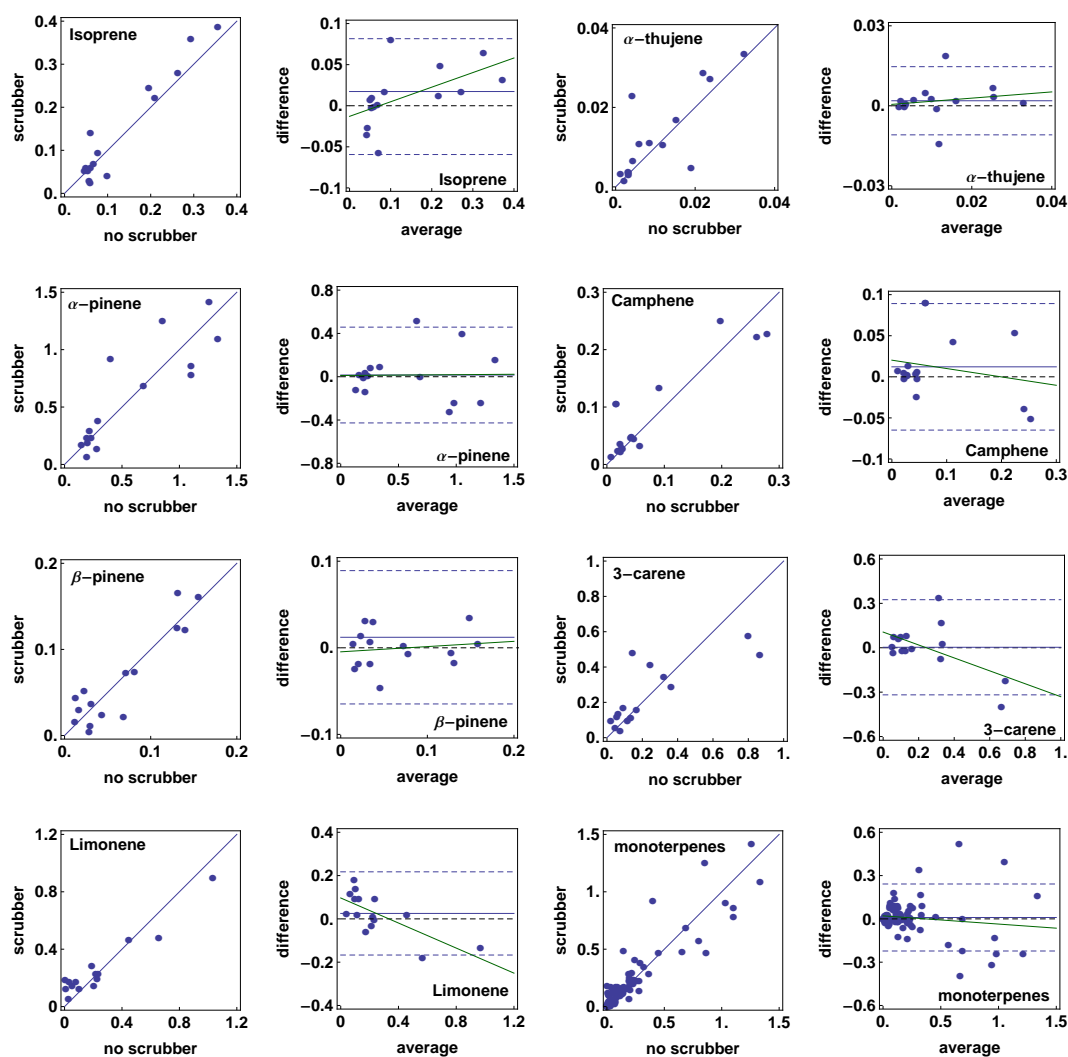 Isoprene
scrubber
0.4
0.3
0.2
0.1
0.
0. 0.1 0.2 0.3 0.4
no scrubber
difference
0.1
0.05
0.
−0.05
−0.1
Isoprene
0. 0.1 0.2 0.3 0.4
average
α−thujene
scrubber
0.04
0.02
0.
0. 0.02 0.04
no scrubber
difference
0.03
0.
−0.03
α−thujene
0. 0.02 0.04
average
α−pinene
scrubber
1.5
1.
0.5
0.
0. 0.5 1. 1.5
no scrubber
difference
0.8
0.4
0.
−0.4
−0.8
α−pinene
0. 0.5 1. 1.5
average
Camphene
scrubber
0.3
0.2
0.1
0.
0. 0.1 0.2 0.3
no scrubber
difference
0.1
0.05
0.
−0.05
−0.1
Camphene
0. 0.1 0.2 0.3
average
β−pinene
scrubber
0.2
0.1
0.
0. 0.1 0.2
no scrubber
difference
0.1
0.
−0.1
β−pinene
0. 0.1 0.2
average
3−carene
scrubber
1.
0.8
0.6
0.4
0.2
0.
0. 0.2 0.4 0.6 0.8 1.
no scrubber
difference
0.6
0.3
0.
−0.3
−0.6
3−carene
0. 0.2 0.4 0.6 0.8 1.
average
Limonene
scrubber
1.2
0.8
0.4
0.
0. 0.4 0.8 1.2
no scrubber
difference
0.4
0.2
0.
−0.2
−0.4
Limonene
0. 0.4 0.8 1.2
average
monoterpenes
scrubber
1.5
1.
0.5
0.
0. 0.5 1. 1.5
no scrubber
difference
0.6
0.3
0.
−0.3
−0.6
monoterpenes
0. 0.5 1. 1.5
average